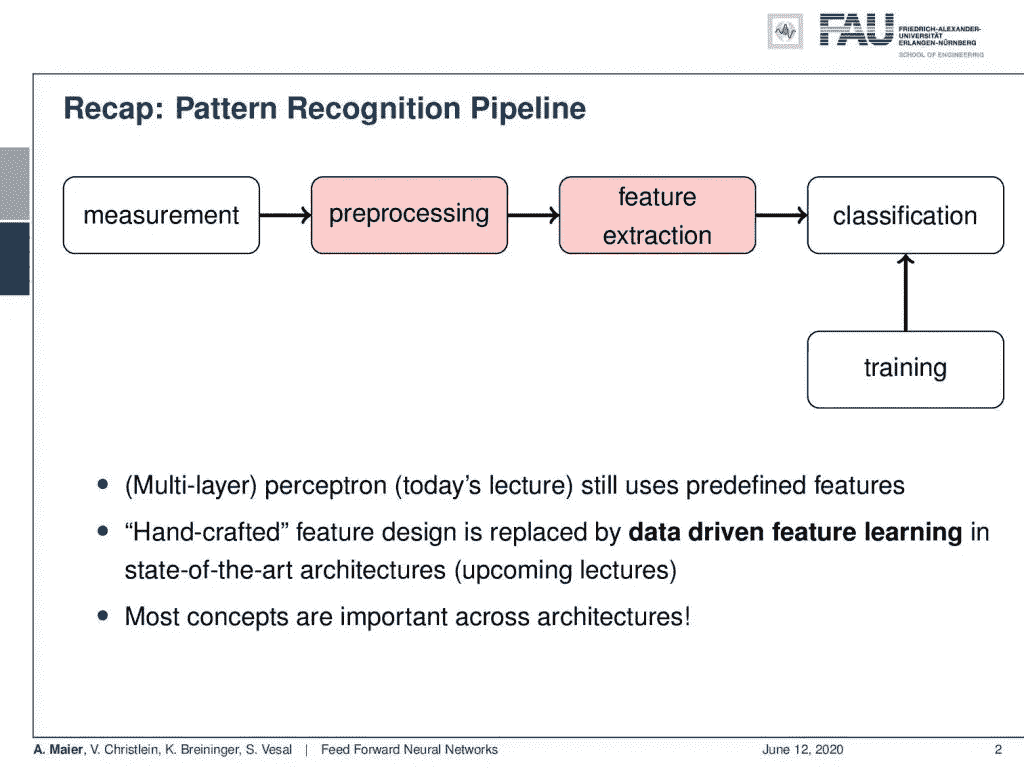 FAU
FRIEDRICH-ALEXANDER-
UNIVERSITÄT
ERLANGEN-NÜRNBERG
SCHOOL OF ENGINEERING
Recap: Pattern Recognition Pipeline
measurement
preprocessing
feature
extraction
classification
training
• (Multi-layer) perceptron (today’s lecture) still uses predefined features
• “Hand-crafted” feature design is replaced by data driven feature learning in
state-of-the-art architectures (upcoming lectures)
• Most concepts are important across architectures!
A. Maier, V. Christlein, K. Breininger, S. Vesal | Feed Forward Neural Networks June 12, 2020 2